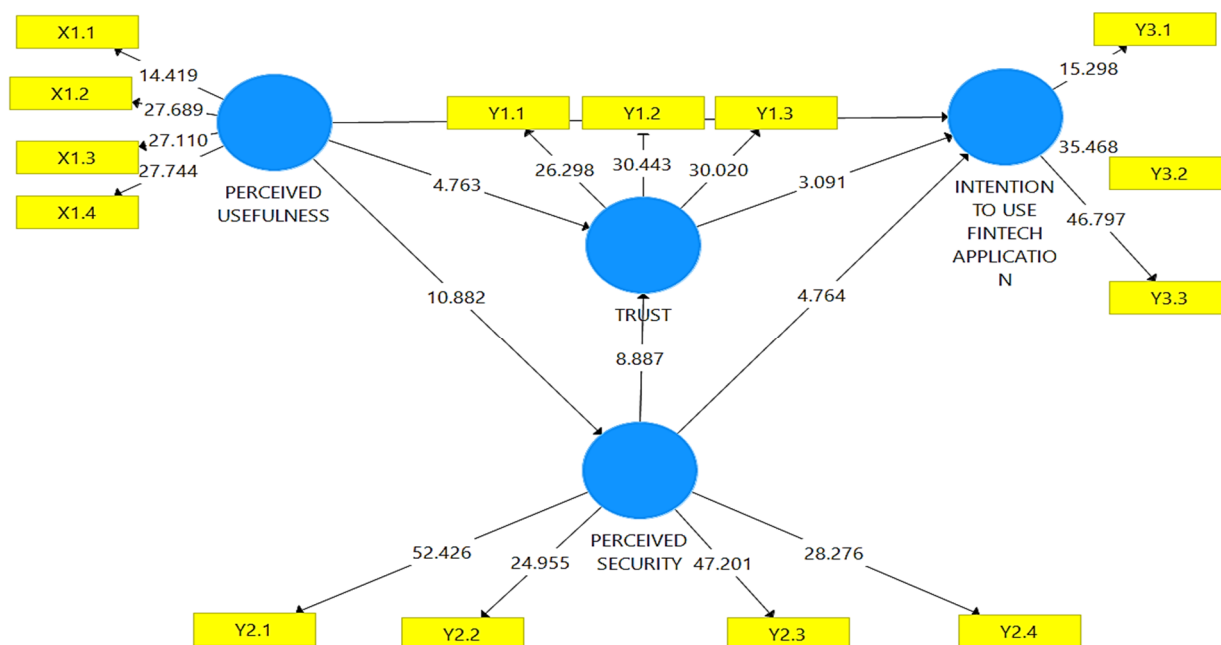 X1.1
14.419
X1.2
27.689
X1.3
27.110
27.744
X1.4
PERCEIVED
USEFULNESS
Y1.1
Y1.2
Y1.3
26.298
30.443
30.020
4.763
3.091
TRUST
10.882
8.887
4.764
Y3.1
15.298
35.468
Y3.2
46.797
Y3.3
INTENTION
TO USE
FINTECH
APPLICATIO
N
PERCEIVED
SECURITY
52.426
24.955
47.201
28.276
Y2.1
Y2.2
Y2.3
Y2.4